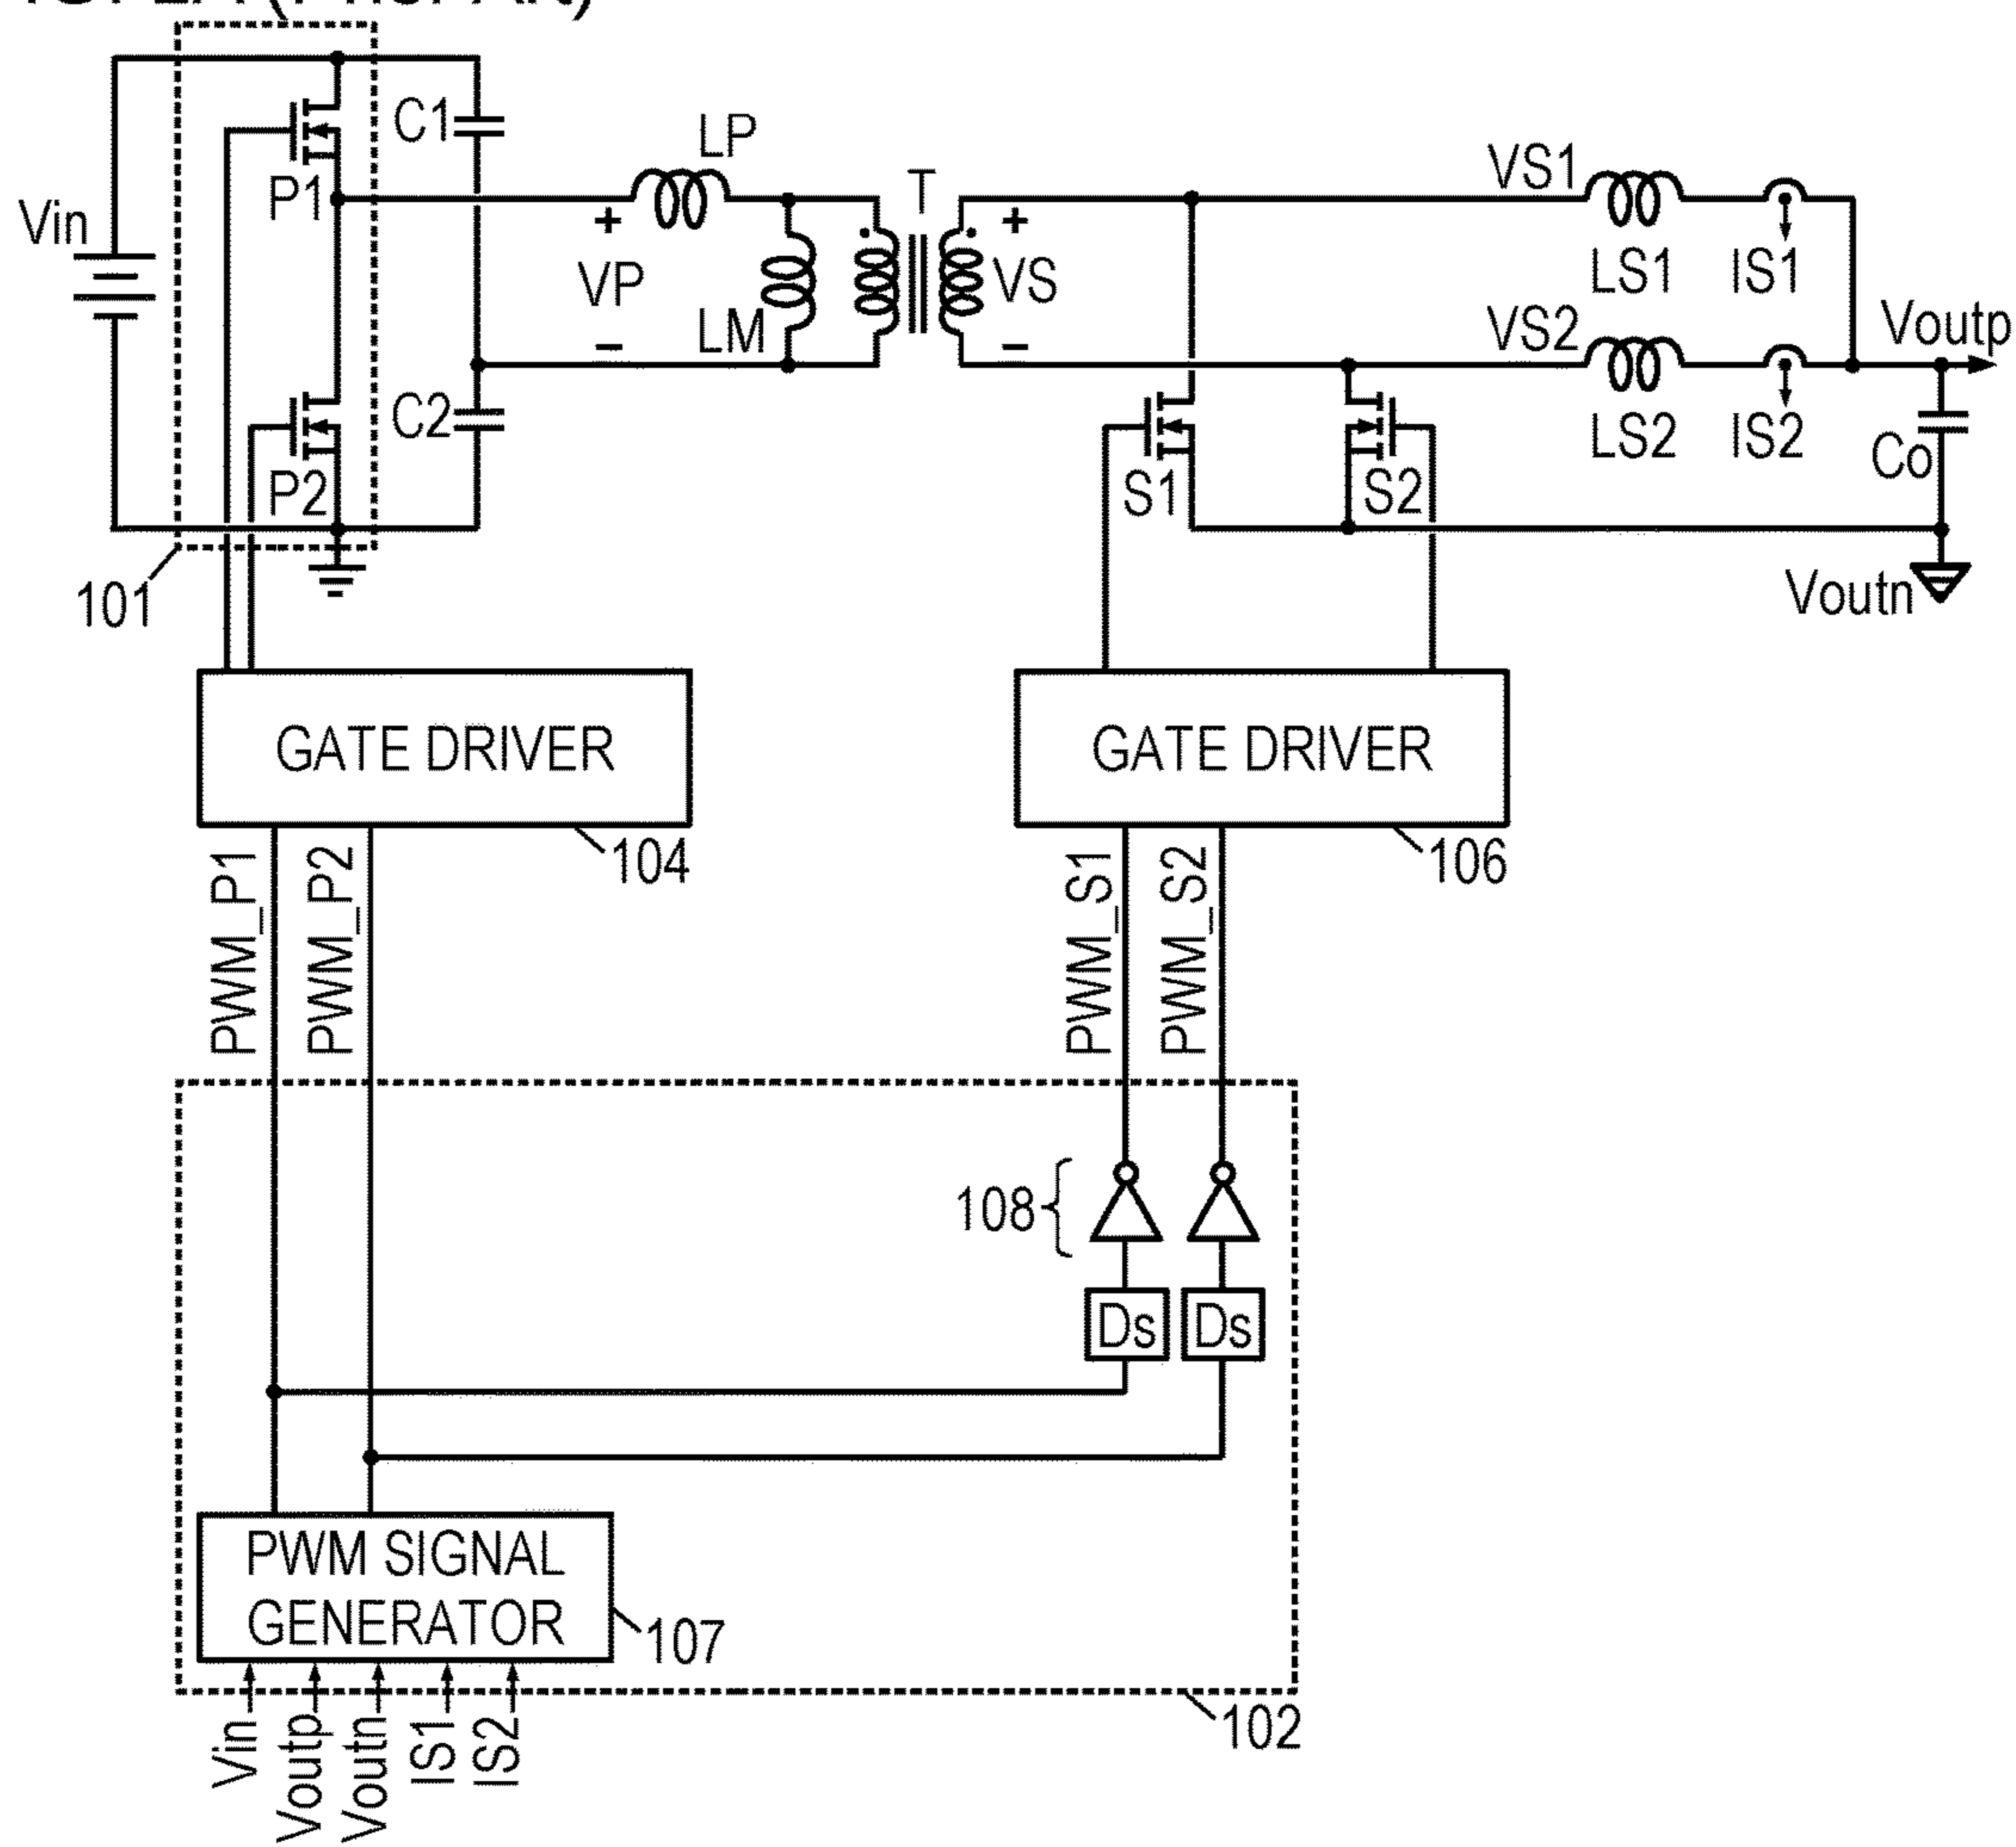 C1
LP
P1
T
VS1
Vin
+
+
VP
VS
LS1
IS1
LM
VS2
Voutp
–
–
C2
P2
S1
S2
LS2
IS2
Co
101
Voutn
GATE DRIVER
GATE DRIVER
104
106
PWM_P1
PWM_P2
PWM_S1
PWM_S2
108
Ds
Ds
PWM SIGNAL
GENERATOR
107
102
Vin
Voutp
Voutn
IS1
IS2